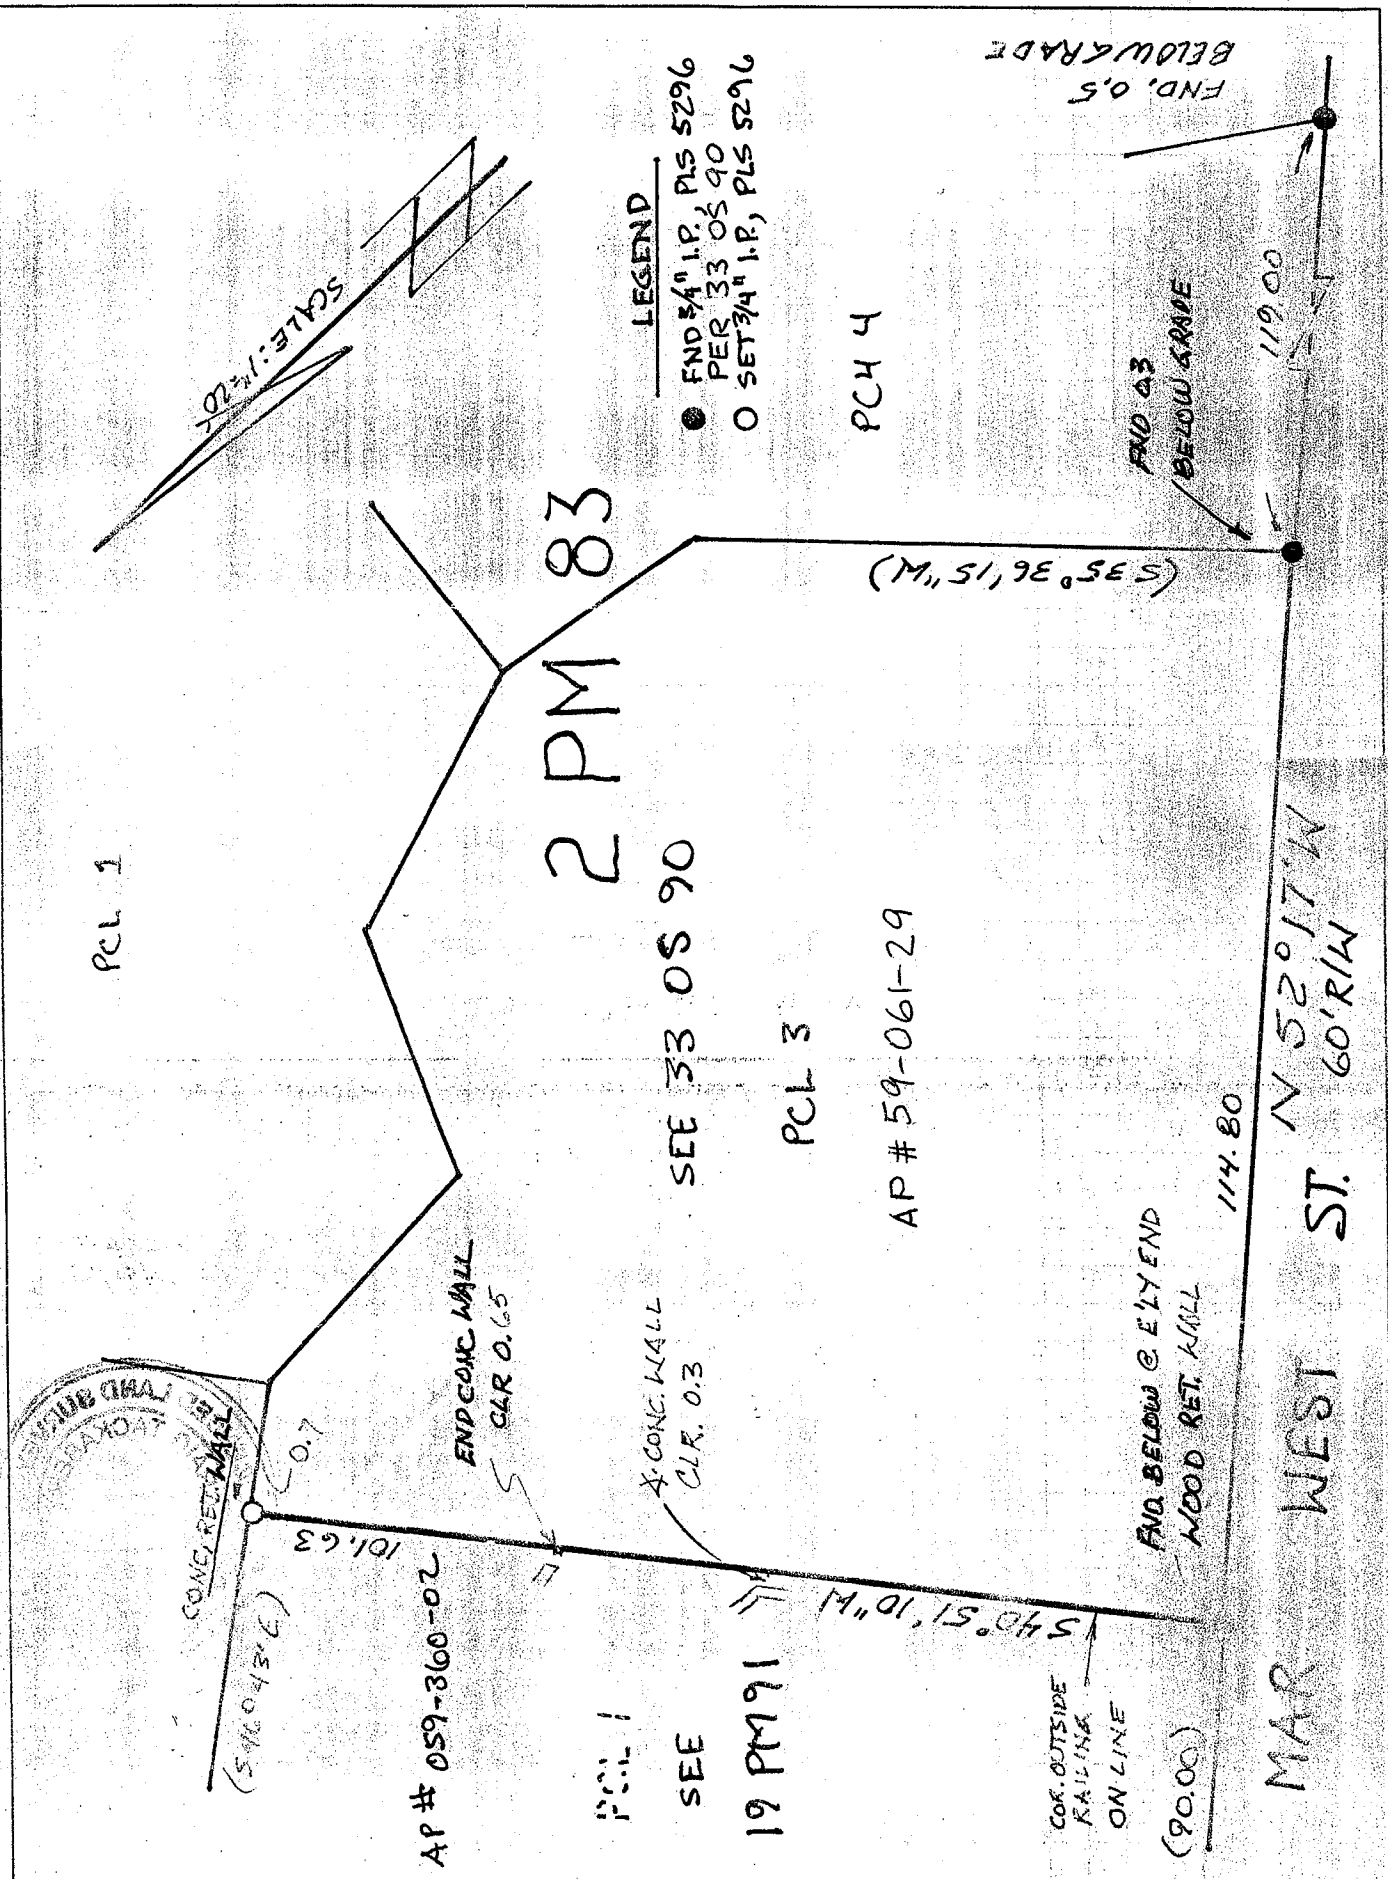 PCL 1
SCALE: 1"=20'
LEGEND
● FND 3/4" I.P., PLS 5296
PER 33 OS 90
O SET 3/4" I.P., PLS 5296
2 PM 83
SEE 33 OS 90
PCL 3
AP # 59-061-29
PCH 4
CONC. RET. WALL
0.7
101.63
END CONC. WALL
CLR 0.65
CONC. WALL
CLR. 0.3
S 40° 51' 10" W
AP # 059-360-02
PCL 1
SEE
19 PM 91
COR. OUTSIDE
RAILING
ON LINE
(90.00)
BELOW @ E'LY END
WOOD RET. WALL
114.80
(S 35° 36' 15" W)
FND 0.3
BELOW GRADE
119.00
FND. 0.5
BELOW GRADE
MAR WEST ST.
N 52° 17' W
60' R/W
LAND